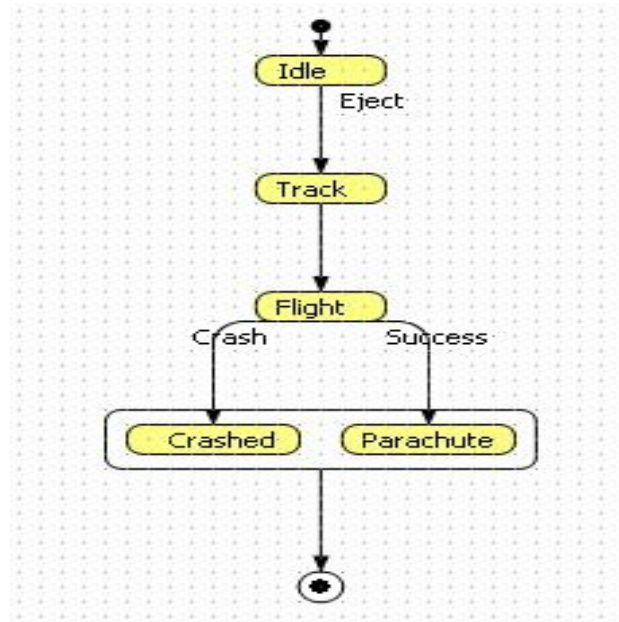 Idle
Eject
Track
Flight
Crash
Success
Crashed
Parachute